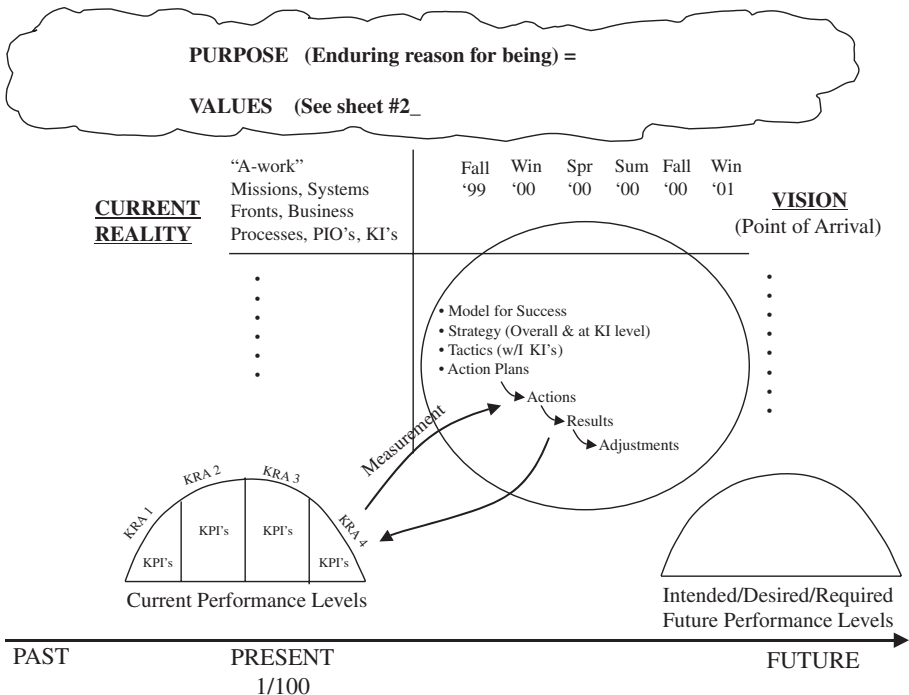 PURPOSE (Enduring reason for being) =
VALUES (See sheet #2_
CURRENT
REALITY
“A-work”
Missions, Systems
Fronts, Business
Processes, PIO’s, KI’s
Fall Win Spr Sum Fall Win
‘99 ‘00 ‘00 ‘00 ‘00 ‘01
VISION
(Point of Arrival)
• Model for Success
• Strategy (Overall & at KI level)
• Tactics (w/I KI’s)
• Action Plans
Actions
Results
Adjustments
Measurement
KRA 1
KRA 2
KRA 3
KRA 4
KPI’s
KPI’s
KPI’s
KPI’s
Current Performance Levels
Intended/Desired/Required
Future Performance Levels
PAST
PRESENT
1/100
FUTURE